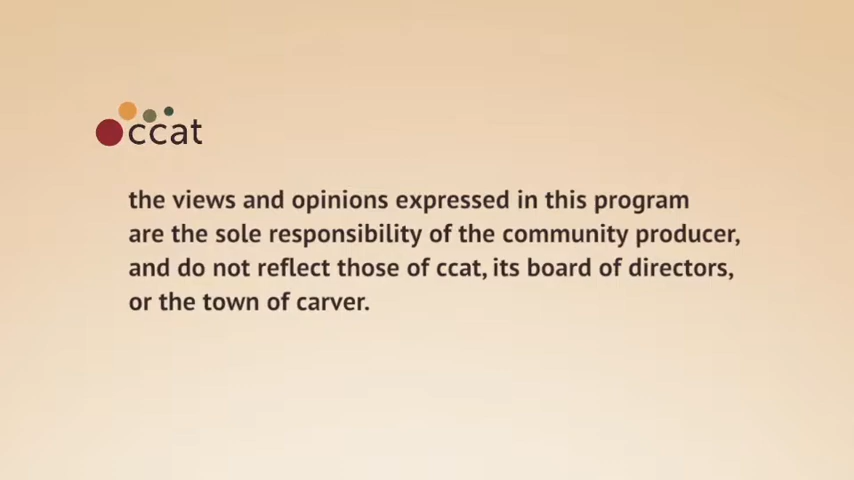 ccat
the views and opinions expressed in this program
are the sole responsibility of the community producer,
and do not reflect those of ccat, its board of directors,
or the town of carver.